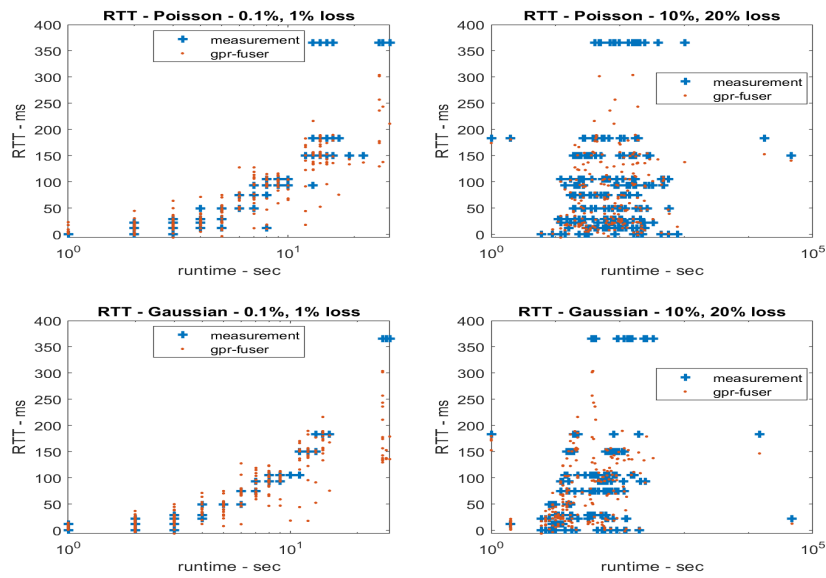 RTT - Poisson - 0.1%, 1% loss
400
350
300
250
200
150
100
50
0
RTT - ms
measurement
gpr-fuser
10^0
10^1
runtime - sec
RTT - Poisson - 10%, 20% loss
400
350
300
250
200
150
100
50
0
RTT - ms
measurement
gpr-fuser
10^0
10^5
runtime - sec
RTT - Gaussian - 0.1%, 1% loss
400
350
300
250
200
150
100
50
0
RTT - ms
measurement
gpr-fuser
10^0
10^1
runtime - sec
RTT - Gaussian - 10%, 20% loss
400
350
300
250
200
150
100
50
0
RTT - ms
measurement
gpr-fuser
10^0
10^5
runtime - sec